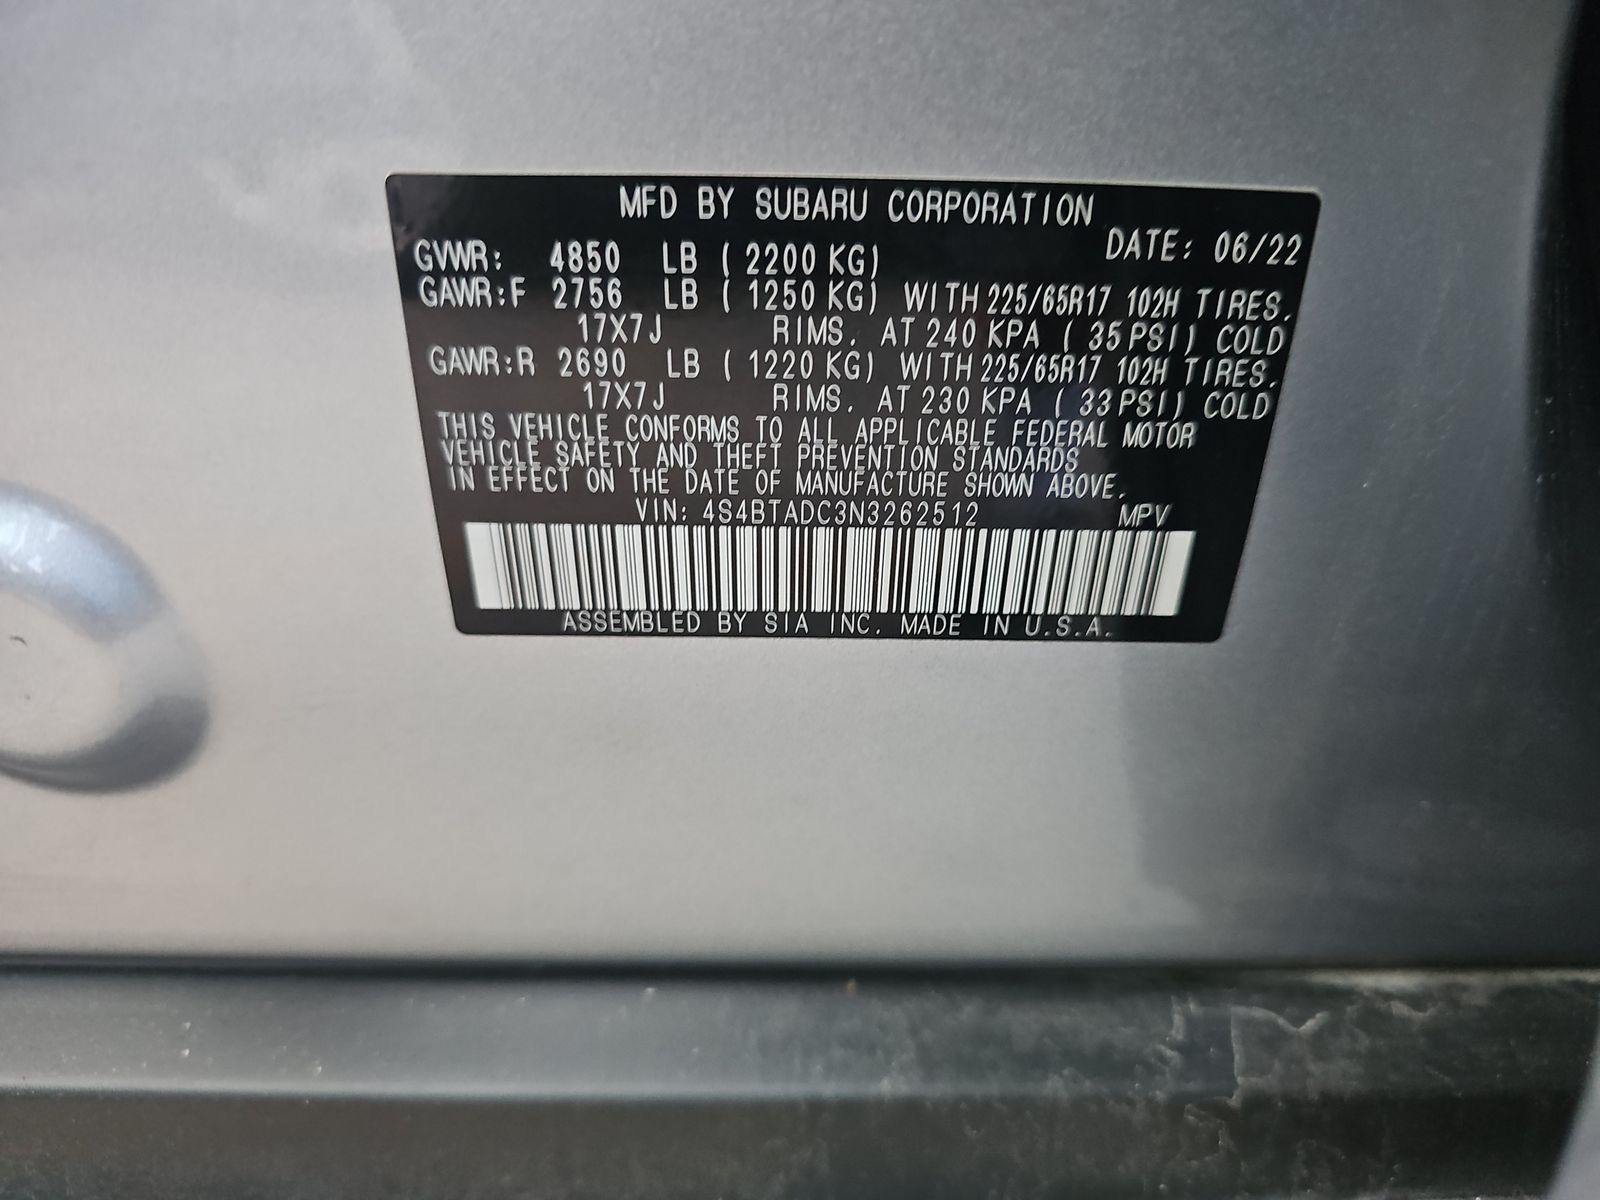 MFD BY SUBARU CORPORATION
DATE: 06/22
GVWR: 4850 LB ( 2200 KG)
GAWR:F 2756 LB ( 1250 KG) WITH 225/65R17 102H TIRES.
17X7J RIMS. AT 240 KPA ( 35 PSI) COLD
GAWR:R 2690 LB ( 1220 KG) WITH 225/65R17 102H TIRES.
17X7J RIMS. AT 230 KPA ( 33 PSI) COLD
THIS VEHICLE CONFORMS TO ALL APPLICABLE FEDERAL MOTOR
VEHICLE SAFETY AND THEFT PREVENTION STANDARDS
IN EFFECT ON THE DATE OF MANUFACTURE SHOWN ABOVE.
VIN: 4S4BTADC3N3262512 MPV
ASSEMBLED BY SIA INC. MADE IN U.S.A.